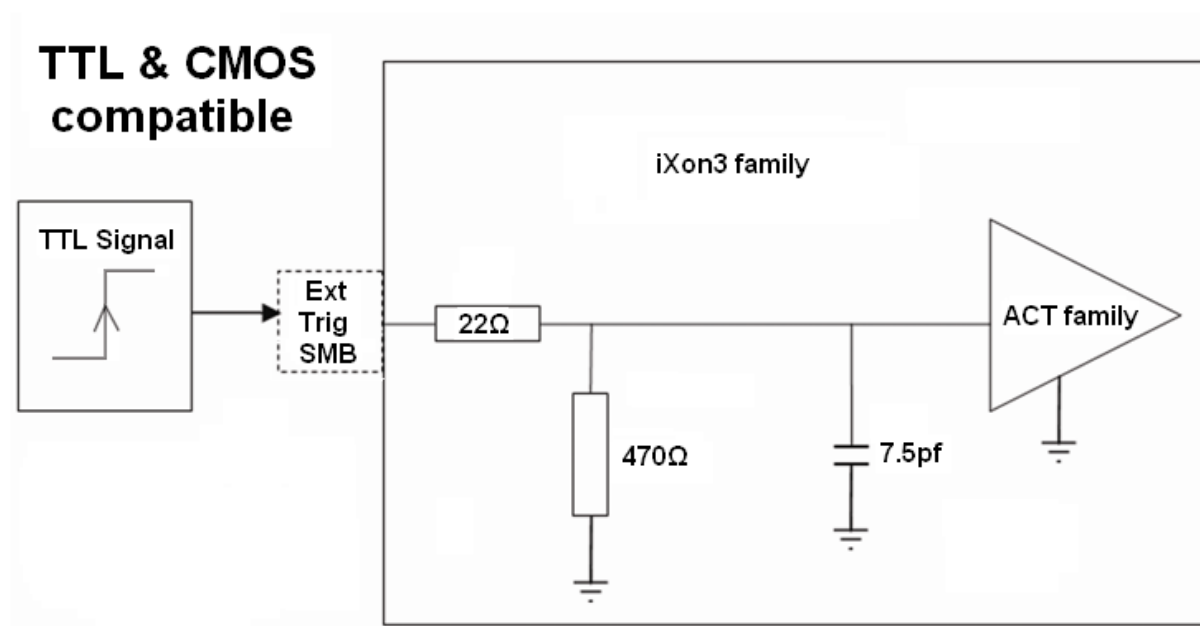 TTL & CMOS
compatible
iXon3 family
TTL Signal
Ext
Trig
SMB
22Ω
ACT family
470Ω
7.5pf